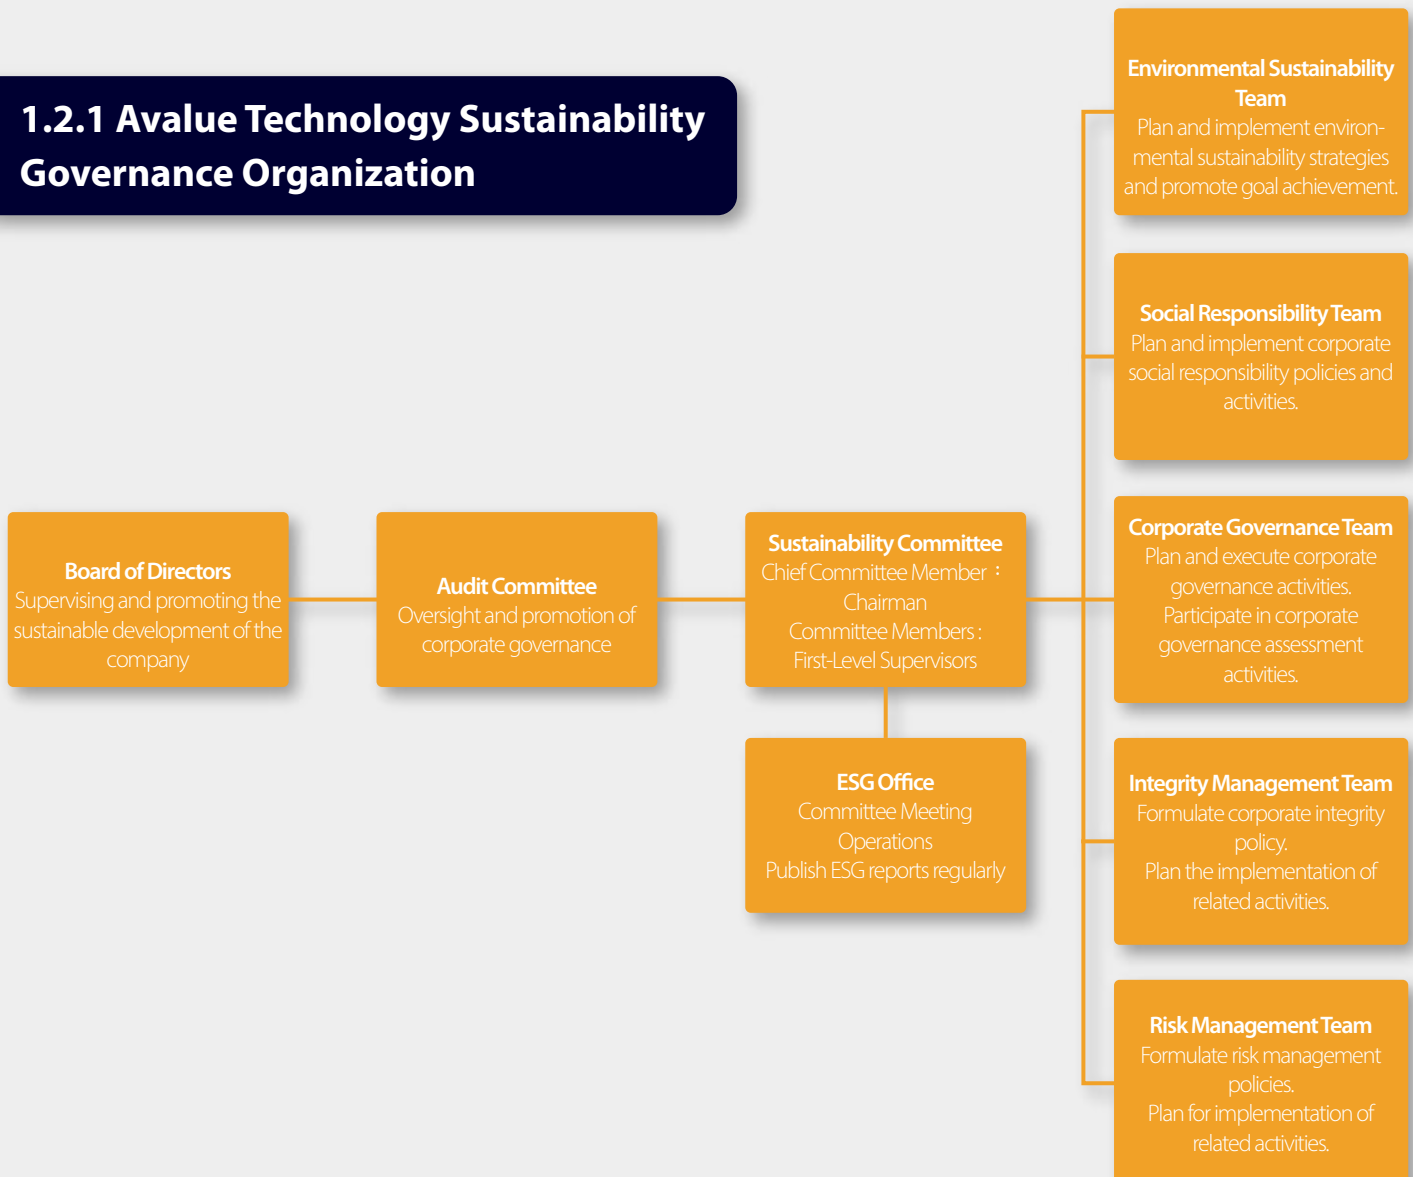 1.2.1 Avalue Technology Sustainability
Governance Organization
Board of Directors
Supervising and promoting the
sustainable development of the
company
Audit Committee
Oversight and promotion of
corporate governance
Sustainability Committee
Chief Committee Member：
Chairman
Committee Members :
First-Level Supervisors
ESG Office
Committee Meeting
Operations
Publish ESG reports regularly
Environmental Sustainability
Team
Plan and implement environ-
mental sustainability strategies
and promote goal achievement.
Social Responsibility Team
Plan and implement corporate
social responsibility policies and
activities.
Corporate Governance Team
Plan and execute corporate
governance activities.
Participate in corporate
governance assessment
activities.
Integrity Management Team
Formulate corporate integrity
policy.
Plan the implementation of
related activities.
Risk Management Team
Formulate risk management
policies.
Plan for implementation of
related activities.